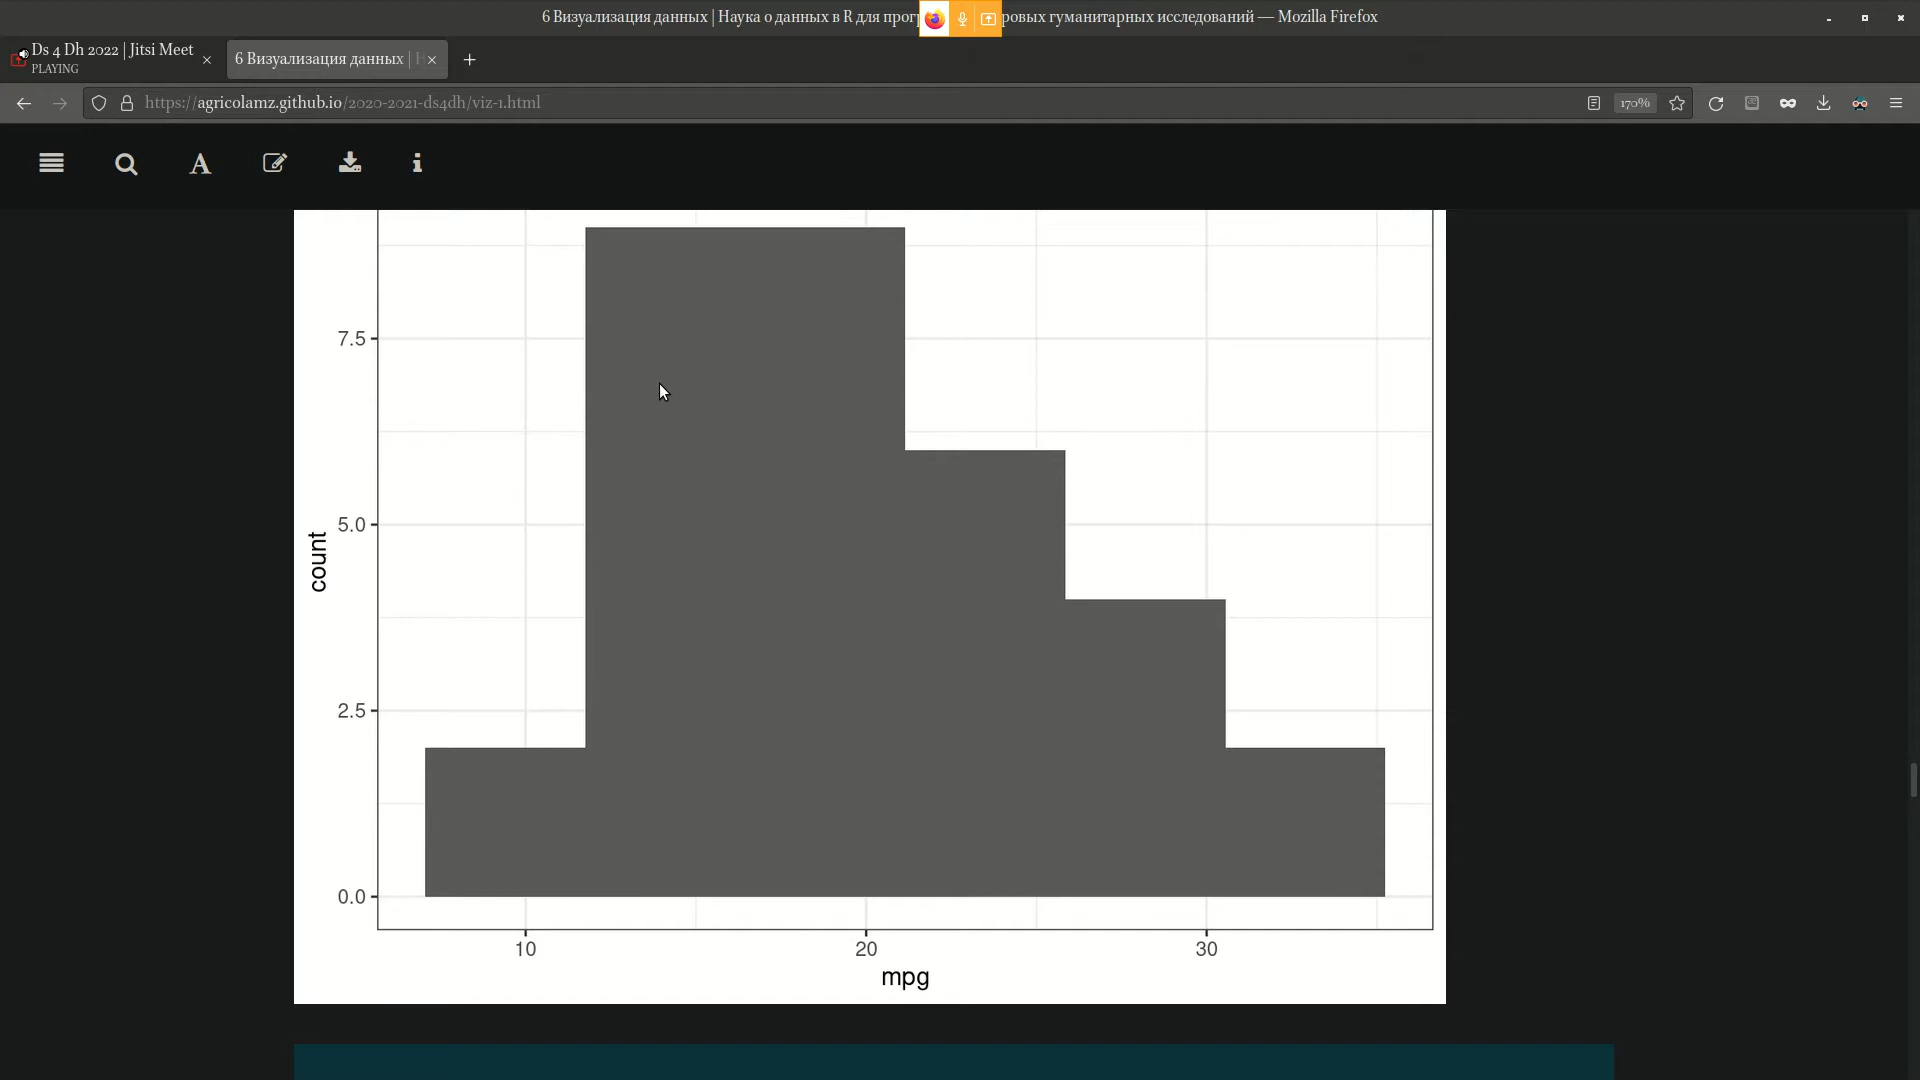 6 Визуализация данных | Наука о данных в R для прог
ровых гуманитарных исследований — Mozilla Firefox
Ds 4 Dh 2022 | Jitsi Meet
PLAYING
6 Визуализация данных |
https://agricolamz.github.io/2020-2021-ds4dh/viz-1.html
170%
7.5
5.0
2.5
0.0
count
10
20
30
mpg